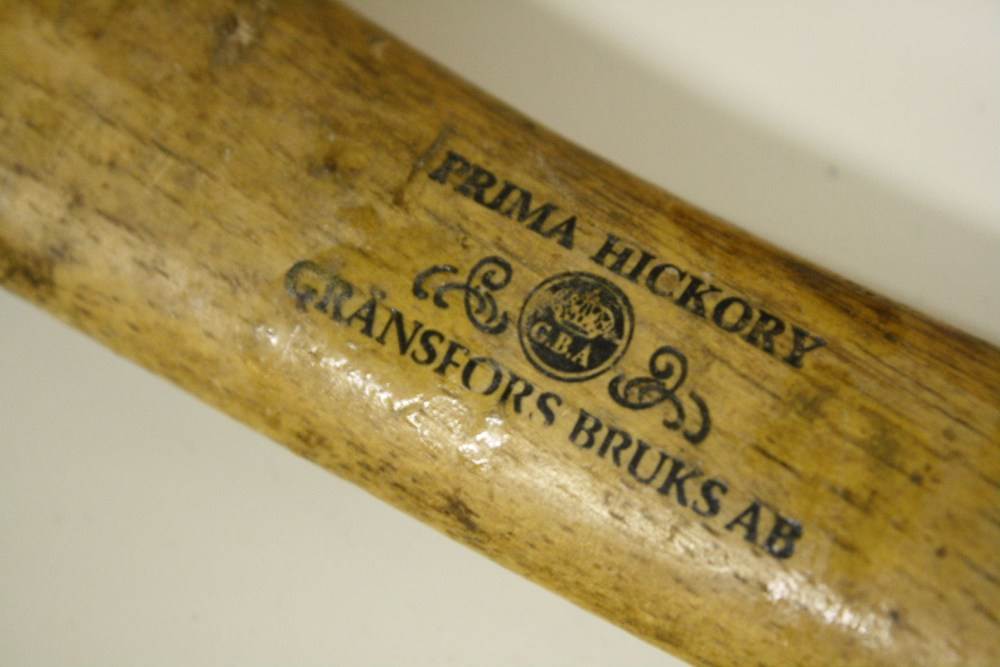 PRIMA HICKORY
G.B.A
GRÄNSFORS BRUKS AB